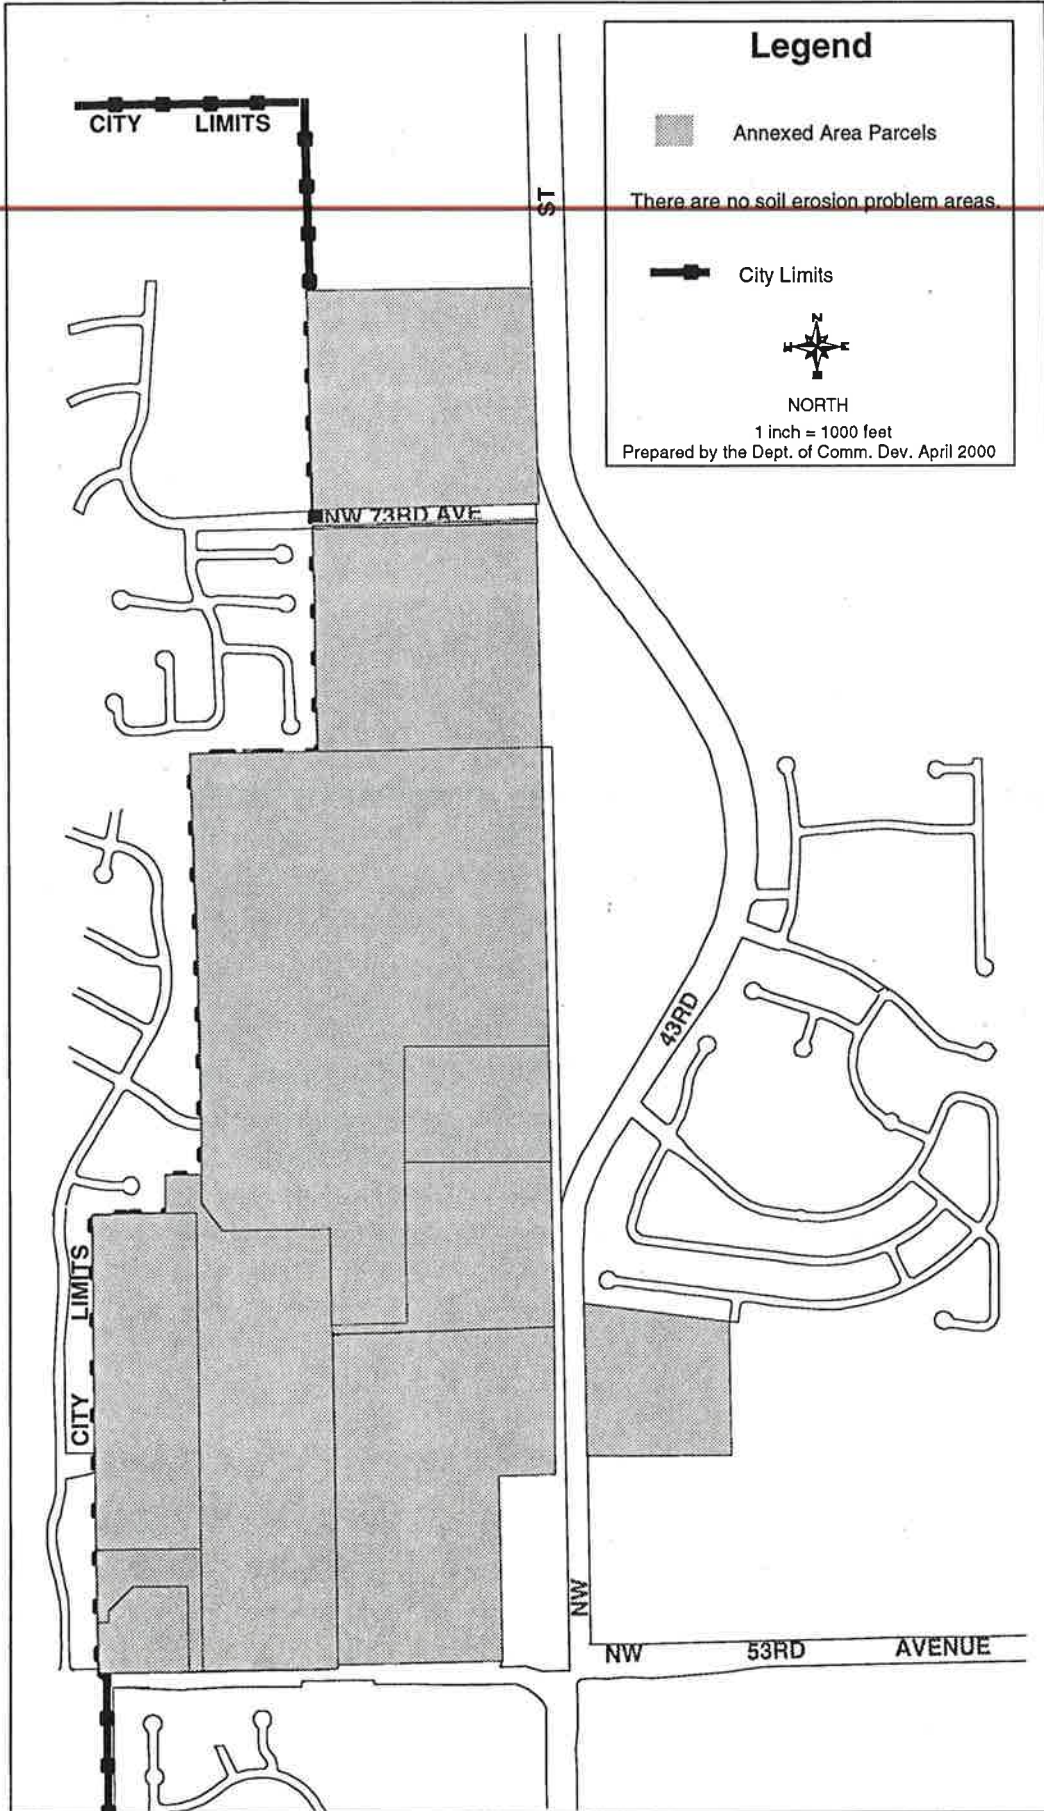 Legend
Annexed Area Parcels
There are no soil erosion problem areas.
City Limits
N
NORTH
1 inch = 1000 feet
Prepared by the Dept. of Comm. Dev. April 2000
CITY LIMITS
ST
NW 73RD AVE
43RD
CITY LIMITS
NW
NW 53RD AVENUE